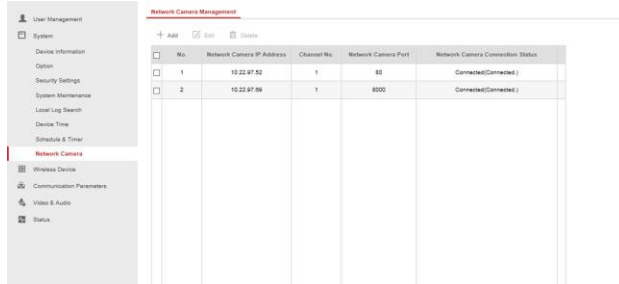 Network Camera Management
User Management
System
Device Information
Option
Security Settings
System Maintenance
Local Log Search
Device Time
Schedule & Timer
Network Camera
Wireless Device
Communication Parameters
Video & Audio
Status
+ Add Edit Delete
No. Network Camera IP Address Channel No. Network Camera Port Network Camera Connection Status
1 10.22.97.52 1 80 Connected(Connected.)
2 10.22.97.69 1 8000 Connected(Connected.)